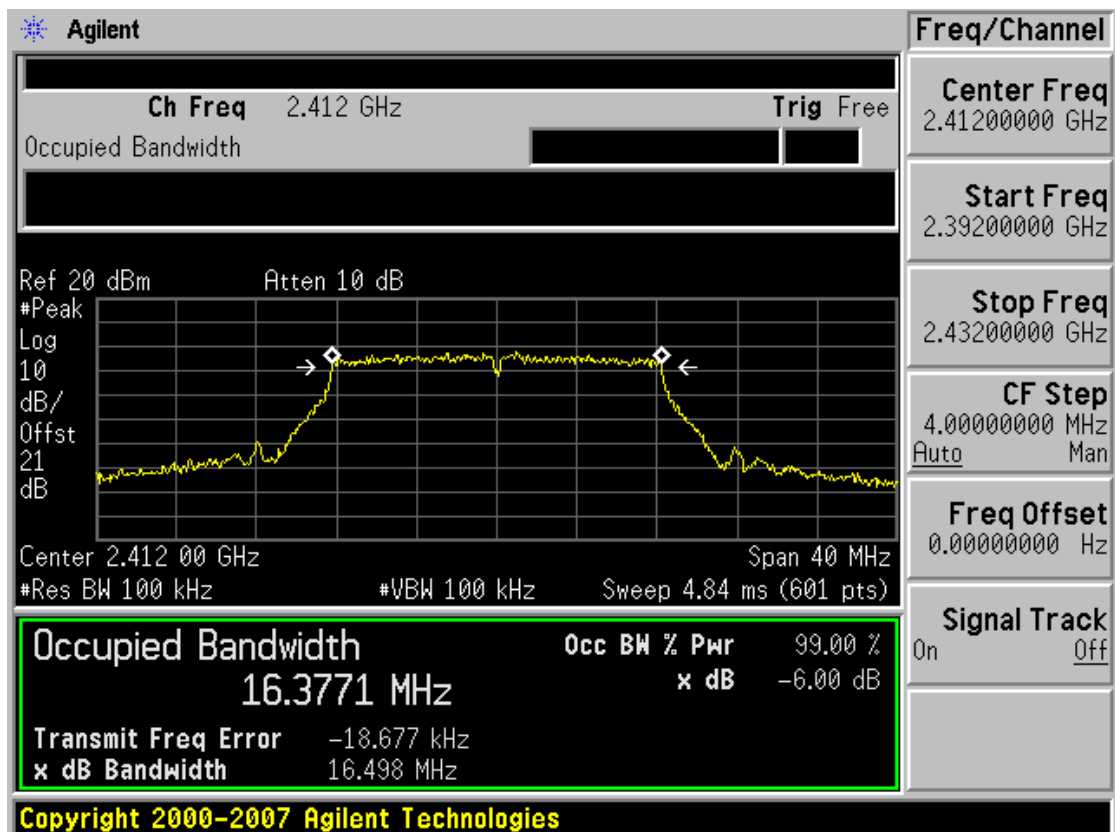 Agilent
Freq/Channel
Ch Freq 2.412 GHz Trig Free
Occupied Bandwidth
Center Freq
2.41200000 GHz
Start Freq
2.39200000 GHz
Stop Freq
2.43200000 GHz
CF Step
4.00000000 MHz
Auto Man
Freq Offset
0.00000000 Hz
Signal Track
On Off
Ref 20 dBm Atten 10 dB
#Peak
Log
10
dB/
Offst
21
dB
Center 2.412 00 GHz Span 40 MHz
#Res BW 100 kHz #VBW 100 kHz Sweep 4.84 ms (601 pts)
Occupied Bandwidth Occ BW % Pwr 99.00 %
16.3771 MHz x dB -6.00 dB
Transmit Freq Error -18.677 kHz
x dB Bandwidth 16.498 MHz
Copyright 2000-2007 Agilent Technologies